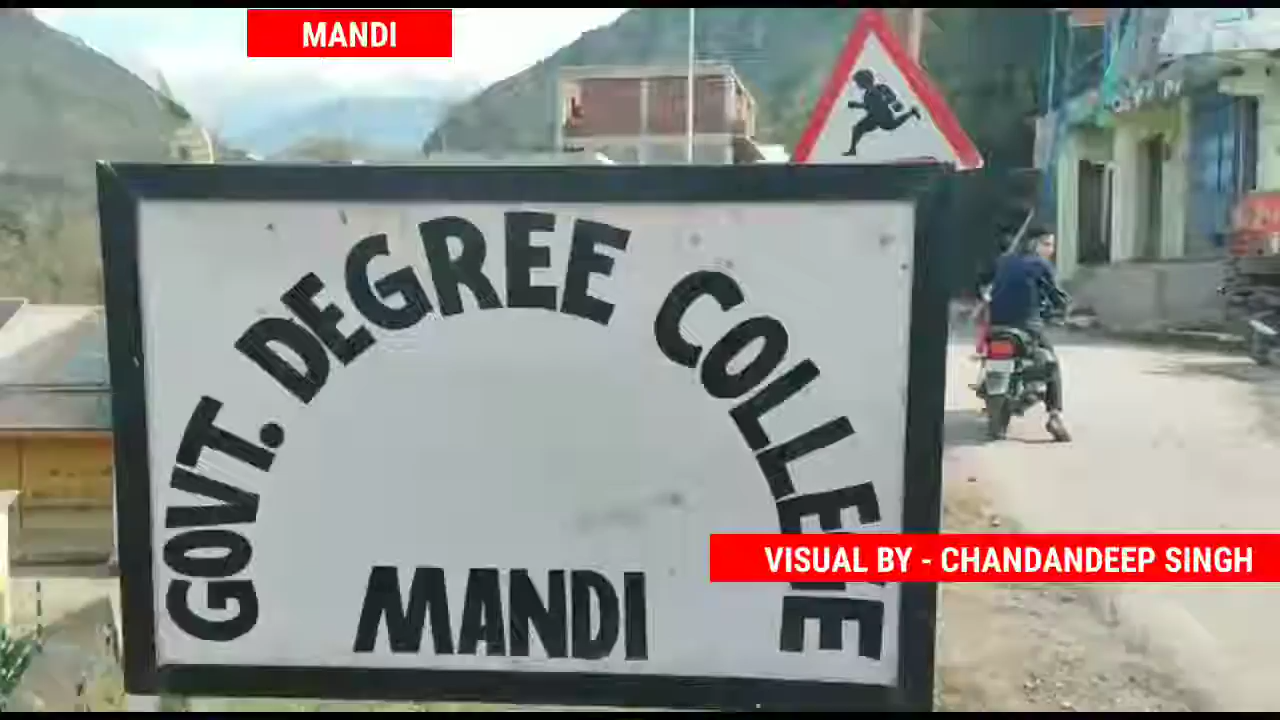 MANDI
GOVT. DEGREE COLLEGE
MANDI
VISUAL BY - CHANDANDEEP SINGH